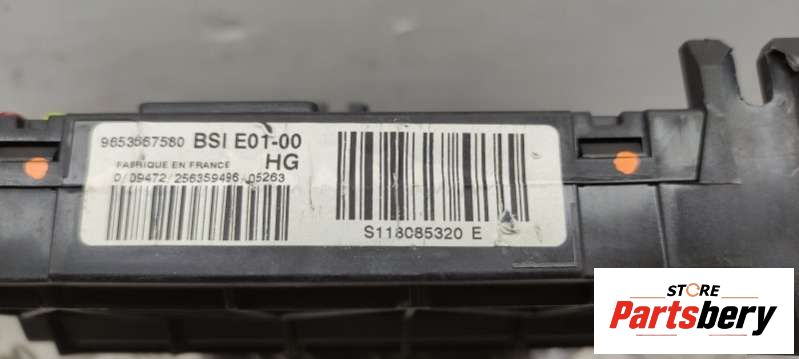 9653667580 BSI E01-00
HG
FABRIQUE EN FRANCE
0/09472/256359496/05263
S118085320 E
STORE
Partsbery